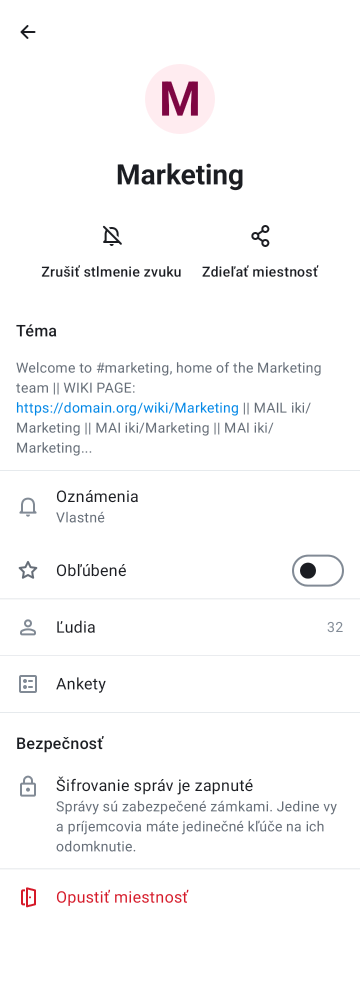 M
Marketing
Zrušiť stlmenie zvuku
Zdieľať miestnosť
Téma
Welcome to #marketing, home of the Marketing
team || WIKI PAGE:
https://domain.org/wiki/Marketing || MAIL iki/
Marketing || MAI iki/Marketing || MAI iki/
Marketing...
Oznámenia
Vlastné
Obľúbené
Ľudia 32
Ankety
Bezpečnosť
Šifrovanie správ je zapnuté
Správy sú zabezpečené zámkami. Jedine vy
a príjemcovia máte jedinečné kľúče na ich
odomknutie.
Opustiť miestnosť